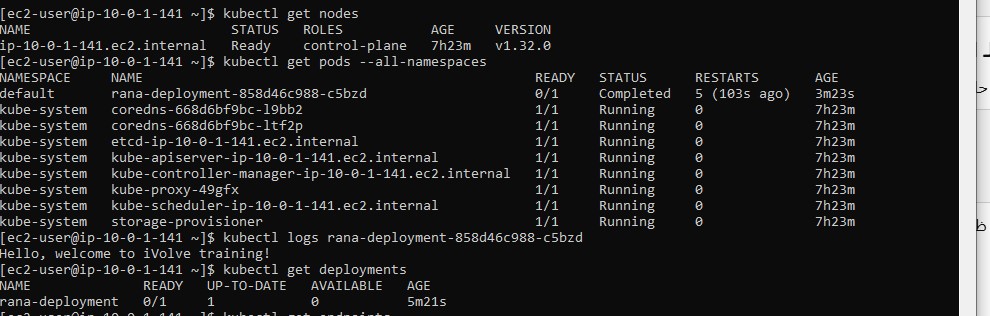 [ec2-user@ip-10-0-1-141 ~]$ kubectl get nodes
NAME STATUS ROLES AGE VERSION
ip-10-0-1-141.ec2.internal Ready control-plane 7h23m v1.32.0
[ec2-user@ip-10-0-1-141 ~]$ kubectl get pods --all-namespaces
NAMESPACE NAME READY STATUS RESTARTS AGE
default rana-deployment-858d46c988-c5bzd 0/1 Completed 5 (103s ago) 3m23s
kube-system coredns-668d6bf9bc-l9bb2 1/1 Running 0 7h23m
kube-system coredns-668d6bf9bc-ltf2p 1/1 Running 0 7h23m
kube-system etcd-ip-10-0-1-141.ec2.internal 1/1 Running 0 7h23m
kube-system kube-apiserver-ip-10-0-1-141.ec2.internal 1/1 Running 0 7h23m
kube-system kube-controller-manager-ip-10-0-1-141.ec2.internal 1/1 Running 0 7h23m
kube-system kube-proxy-49gfx 1/1 Running 0 7h23m
kube-system kube-scheduler-ip-10-0-1-141.ec2.internal 1/1 Running 0 7h23m
kube-system storage-provisioner 1/1 Running 0 7h23m
[ec2-user@ip-10-0-1-141 ~]$ kubectl logs rana-deployment-858d46c988-c5bzd
Hello, welcome to iVolve training!
[ec2-user@ip-10-0-1-141 ~]$ kubectl get deployments
NAME READY UP-TO-DATE AVAILABLE AGE
rana-deployment 0/1 1 0 5m21s
[ec2-user@ip-10-0-1-141 ~]$ kubectl get endpoints